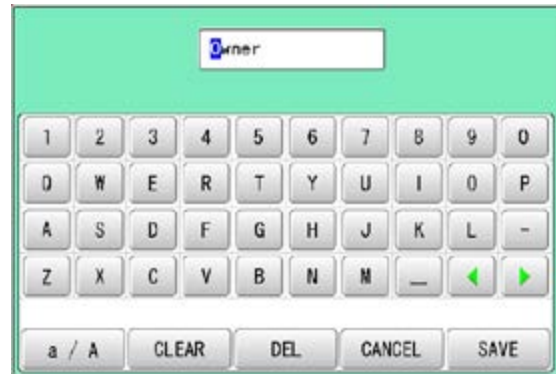 Owner
1 2 3 4 5 6 7 8 9 0
Q W E R T Y U I O P
A S D F G H J K L -
Z X C V B N M _
a / A CLEAR DEL CANCEL SAVE